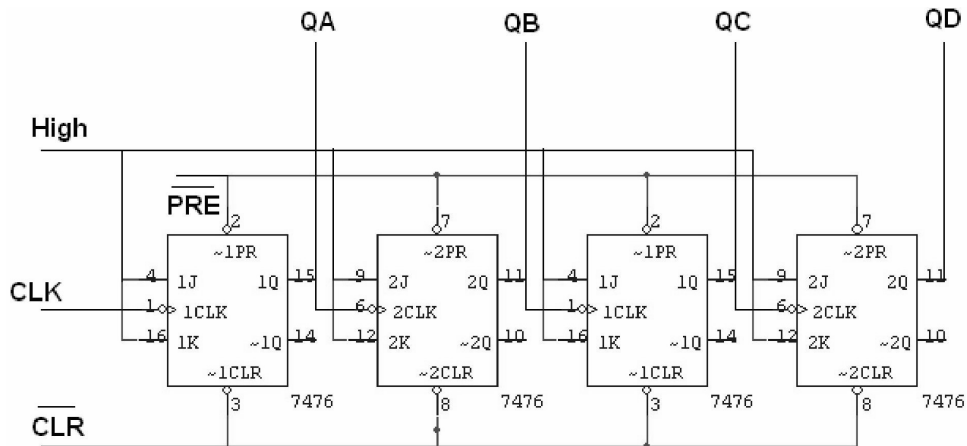 QA QB QC QD
High
PRE
2 7 2 7
~1PR ~2PR ~1PR ~2PR
4 1J 1Q 15 9 2J 2Q 11 4 1J 1Q 15 9 2J 2Q 11
CLK
1 1CLK 6 2CLK 1 1CLK 6 2CLK
16 1K ~1Q 14 12 2K ~2Q 10 16 1K ~1Q 14 12 2K ~2Q 10
~1CLR ~2CLR ~1CLR ~2CLR
3 7476 8 7476 3 7476 8 7476
CLR